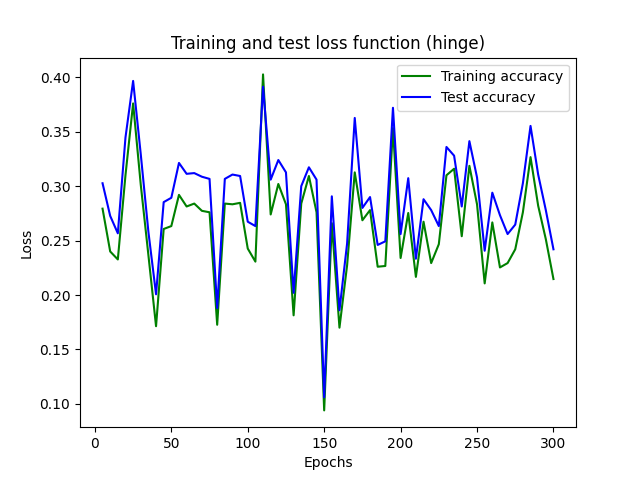 Training and test loss function (hinge)
Training accuracy
Test accuracy
0.40
0.35
0.30
0.25
0.20
0.15
0.10
Loss
0 50 100 150 200 250 300
Epochs